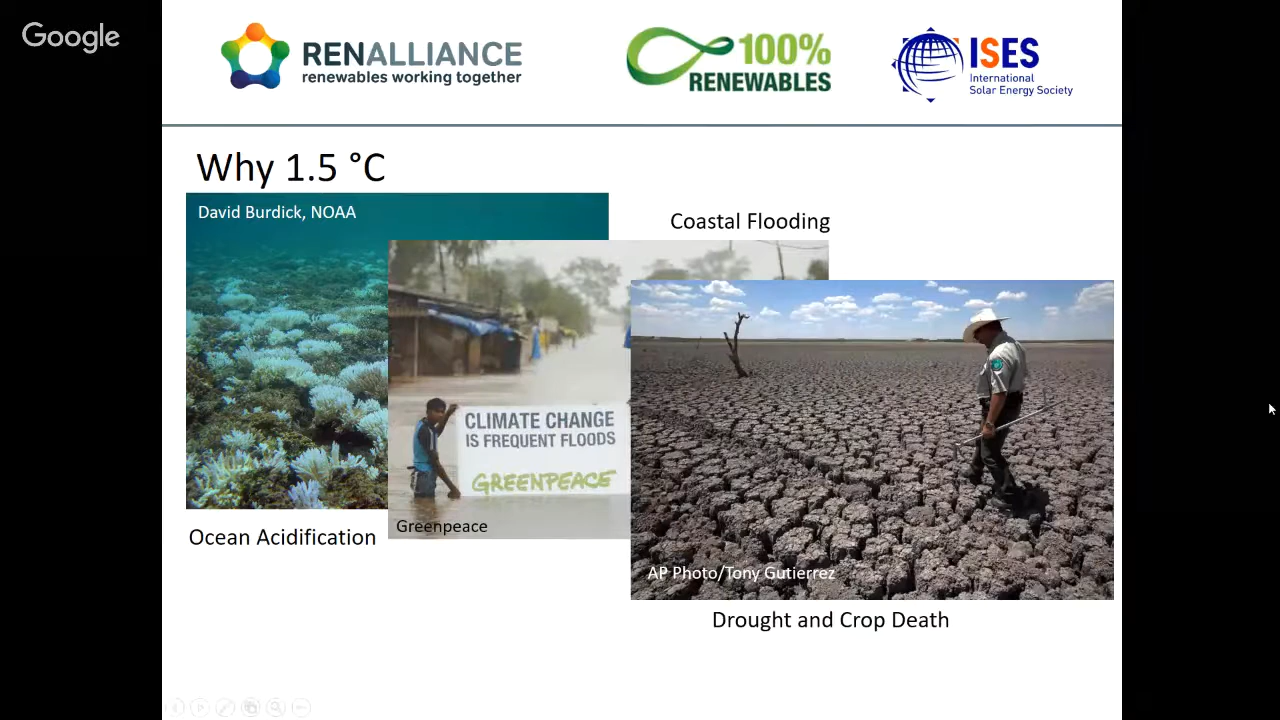 Google
RENALLIANCE
renewables working together
100%
RENEWABLES
ISES
International
Solar Energy Society
Why 1.5 °C
David Burdick, NOAA
Coastal Flooding
CLIMATE CHANGE
IS FREQUENT FLOODS
GREENPEACE
Greenpeace
Ocean Acidification
AP Photo/Tony Gutierrez
Drought and Crop Death